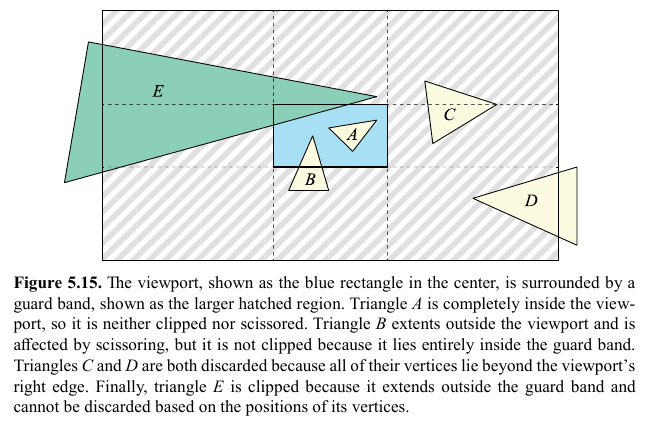 E
C
A
B
D
Figure 5.15. The viewport, shown as the blue rectangle in the center, is surrounded by a
guard band, shown as the larger hatched region. Triangle A is completely inside the view-
port, so it is neither clipped nor scissored. Triangle B extents outside the viewport and is
affected by scissoring, but it is not clipped because it lies entirely inside the guard band.
Triangles C and D are both discarded because all of their vertices lie beyond the viewport’s
right edge. Finally, triangle E is clipped because it extends outside the guard band and
cannot be discarded based on the positions of its vertices.